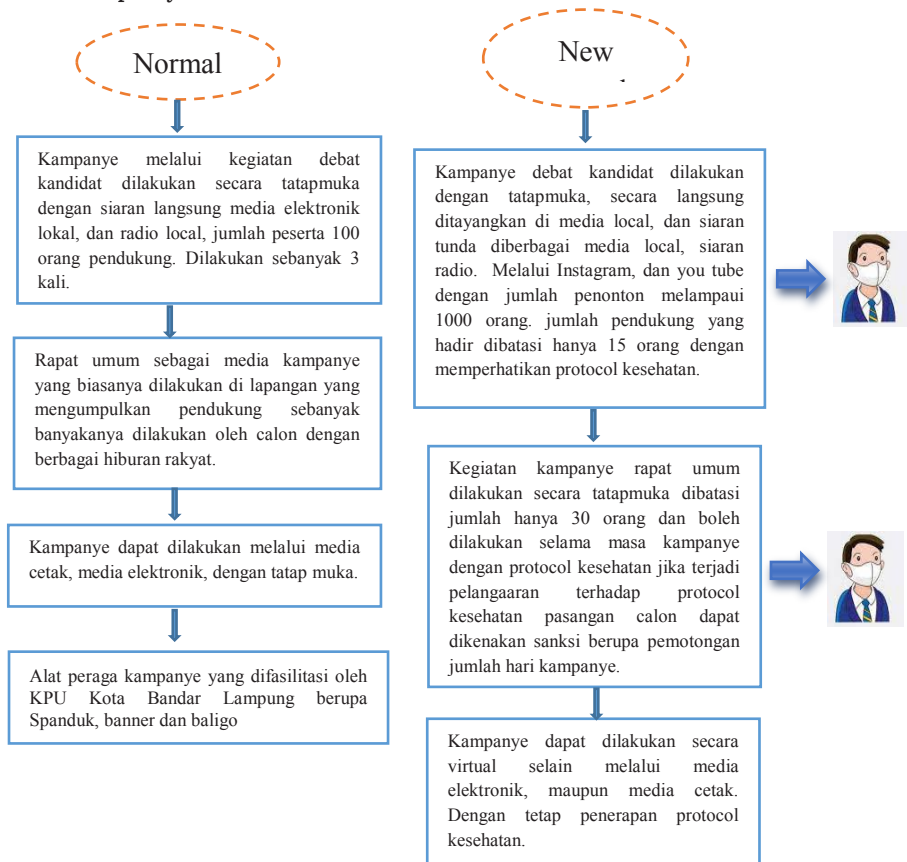 Normal
Kampanye melalui kegiatan debat
kandidat dilakukan secara tatapmuka
dengan siaran langsung media elektronik
lokal, dan radio local, jumlah peserta 100
orang pendukung. Dilakukan sebanyak 3
kali.
Rapat umum sebagai media kampanye
yang biasanya dilakukan di lapangan yang
mengumpulkan pendukung sebanyak
banyakanya dilakukan oleh calon dengan
berbagai hiburan rakyat.
Kampanye dapat dilakukan melalui media
cetak, media elektronik, dengan tatap muka.
Alat peraga kampanye yang difasilitasi oleh
KPU Kota Bandar Lampung berupa
Spanduk, banner dan baligo
New
Kampanye debat kandidat dilakukan
dengan tatapmuka, secara langsung
ditayangkan di media local, dan siaran
tunda diberbagai media local, siaran
radio. Melalui Instagram, dan you tube
dengan jumlah penonton melampaui
1000 orang. jumlah pendukung yang
hadir dibatasi hanya 15 orang dengan
memperhatikan protocol kesehatan.
Kegiatan kampanye rapat umum
dilakukan secara tatapmuka dibatasi
jumlah hanya 30 orang dan boleh
dilakukan selama masa kampanye
dengan protocol kesehatan jika terjadi
pelangaaran terhadap protocol
kesehatan pasangan calon dapat
dikenakan sanksi berupa pemotongan
jumlah hari kampanye.
Kampanye dapat dilakukan secara
virtual selain melalui media
elektronik, maupun media cetak.
Dengan tetap penerapan protocol
kesehatan.